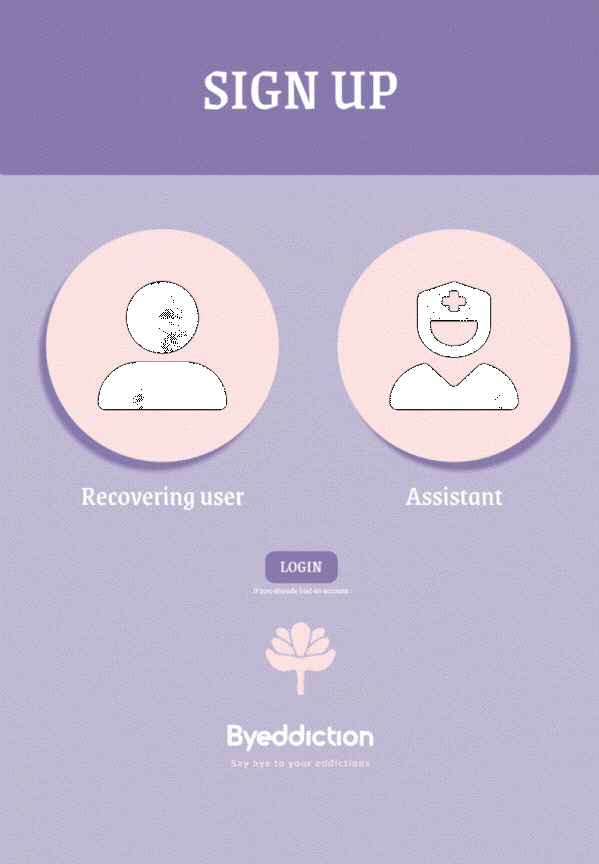 SIGN UP
Recovering user
Assistant
LOGIN
If you already had an account
Byeddiction
Say bye to your addictions